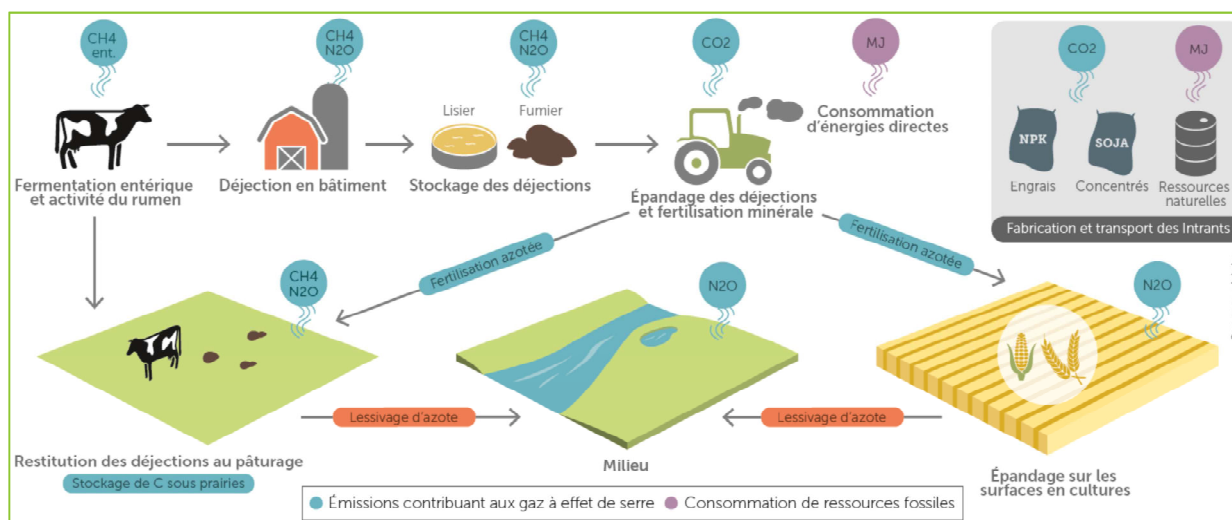 CH4
ent.
CH4
N2O
CH4
N2O
CO2
MJ
CO2
MJ
Lisier
Fumier
Consommation
d'énergies directes
NPK
SOJA
Engrais
Concentrés
Ressources
naturelles
Fabrication et transport des Intrants
Fermentation entérique
et activité du rumen
Déjection en bâtiment
Stockage des déjections
Épandage des déjections
et fertilisation minérale
Fertilisation azotée
Fertilisation azotée
CH4
N2O
N2O
N2O
Lessivage d'azote
Lessivage d'azote
Restitution des déjections au pâturage
Stockage de C sous prairies
Milieu
Épandage sur les
surfaces en cultures
Émissions contribuant aux gaz à effet de serre
Consommation de ressources fossiles